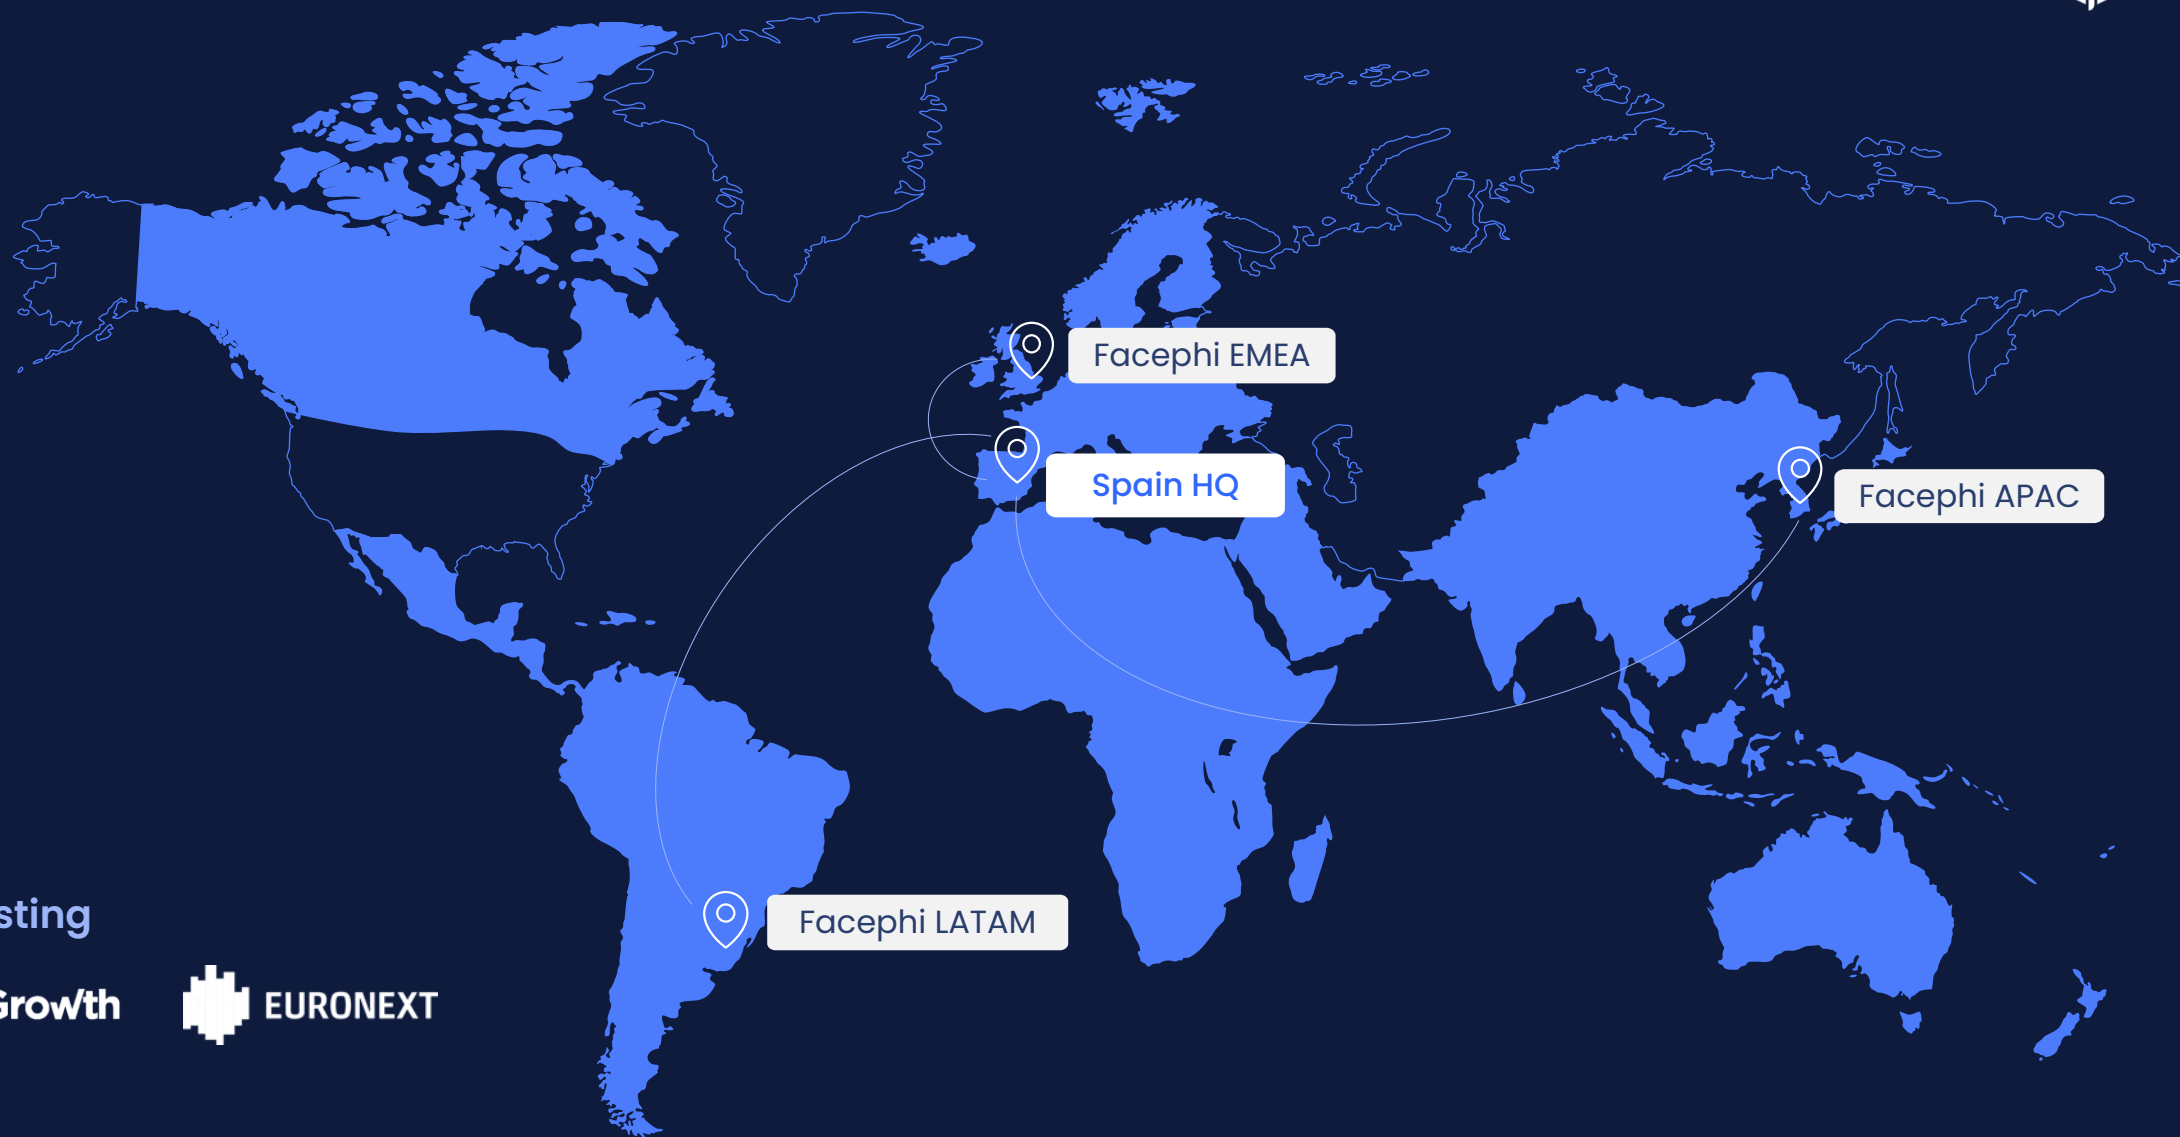 Facephi EMEA
Spain HQ
Facephi APAC
Facephi LATAM
sting
Growth
EURONEXT